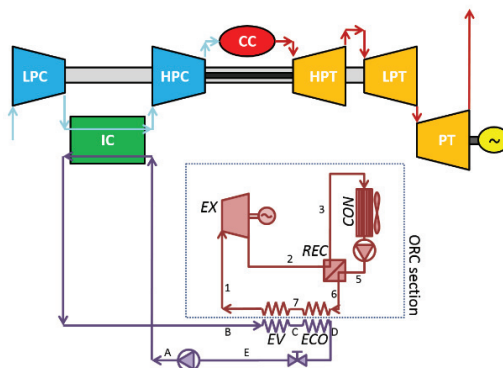 CC
LPC
HPC
HPT
LPT
IC
PT
~
EX
3
CON
REC
2
5
1
7
6
B
EV
C
ECO
D
A
E
ORC section